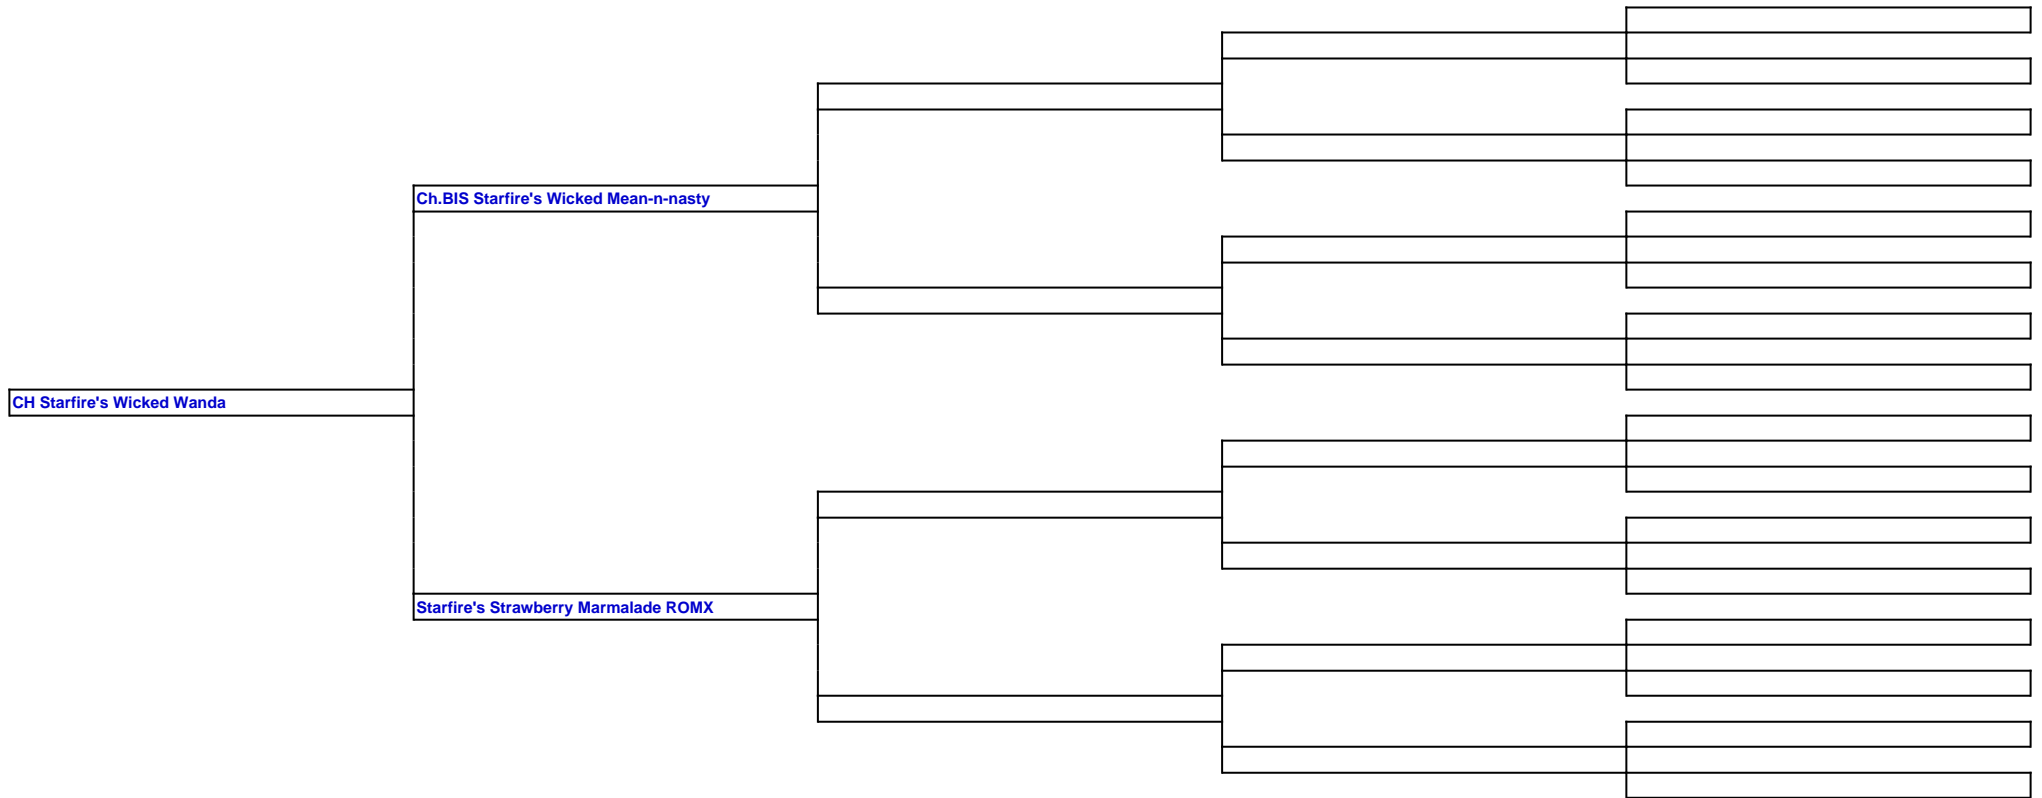 Ch.BIS Starfire's Wicked Mean-n-nasty
CH Starfire's Wicked Wanda
Starfire's Strawberry Marmalade ROMX